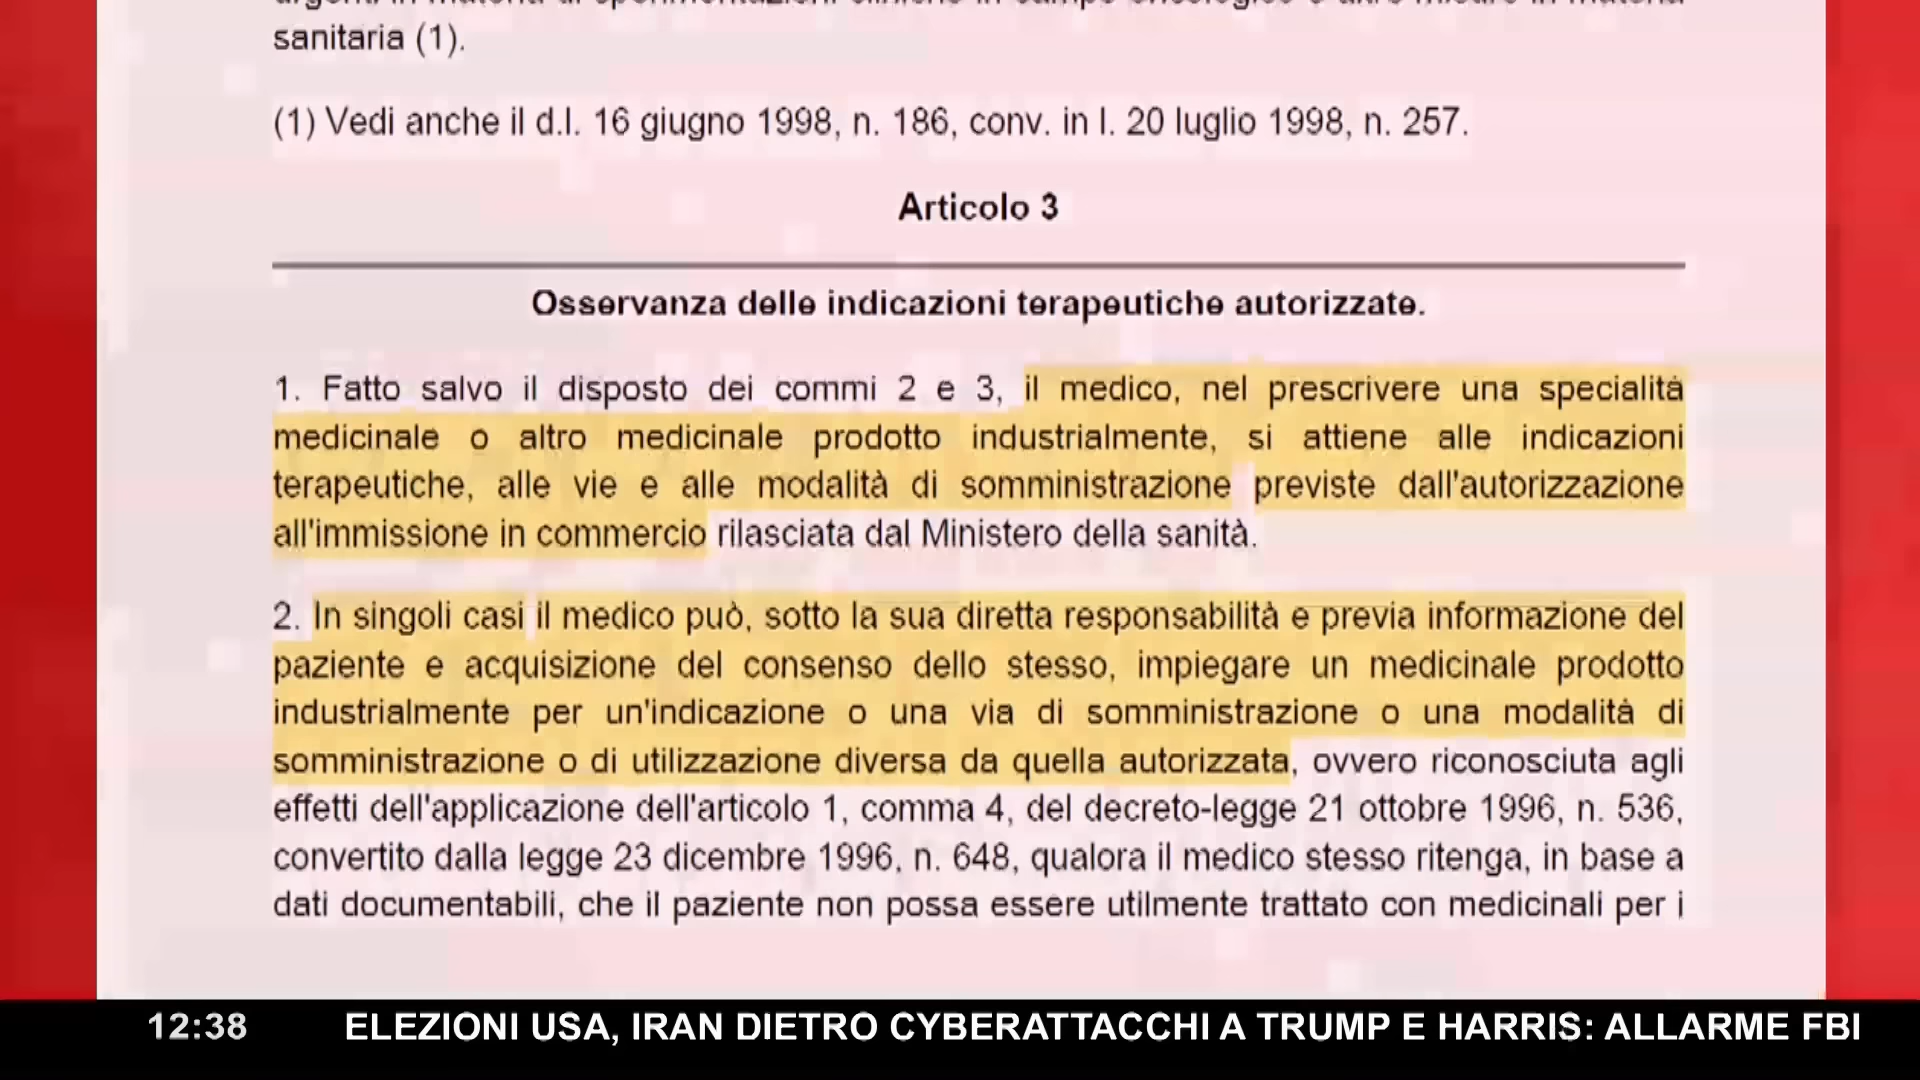 sanitaria (1).
(1) Vedi anche il d.l. 16 giugno 1998, n. 186, conv. in l. 20 luglio 1998, n. 257.
Articolo 3
Osservanza delle indicazioni terapeutiche autorizzate.
1. Fatto salvo il disposto dei commi 2 e 3, il medico, nel prescrivere una specialità
medicinale o altro medicinale prodotto industrialmente, si attiene alle indicazioni
terapeutiche, alle vie e alle modalità di somministrazione previste dall'autorizzazione
all'immissione in commercio rilasciata dal Ministero della sanità.
2. In singoli casi il medico può, sotto la sua diretta responsabilità e previa informazione del
paziente e acquisizione del consenso dello stesso, impiegare un medicinale prodotto
industrialmente per un'indicazione o una via di somministrazione o una modalità di
somministrazione o di utilizzazione diversa da quella autorizzata, ovvero riconosciuta agli
effetti dell'applicazione dell'articolo 1, comma 4, del decreto-legge 21 ottobre 1996, n. 536,
convertito dalla legge 23 dicembre 1996, n. 648, qualora il medico stesso ritenga, in base a
dati documentabili, che il paziente non possa essere utilmente trattato con medicinali per i
12:38 ELEZIONI USA, IRAN DIETRO CYBERATTACCHI A TRUMP E HARRIS: ALLARME FBI